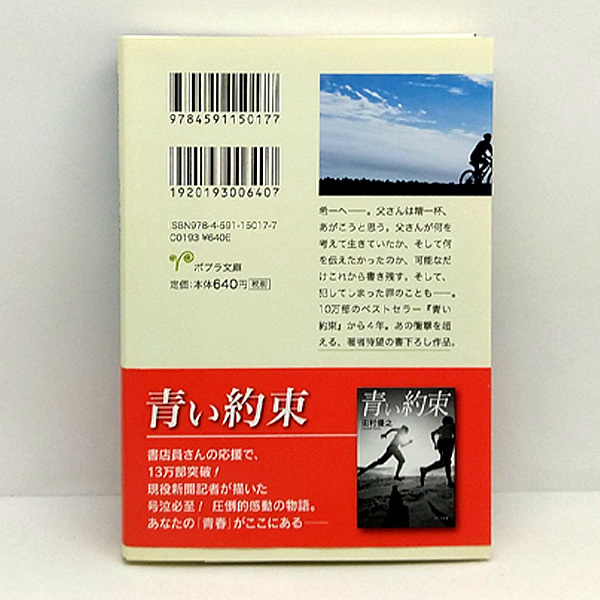 9784591150177
1920193006407
ISBN978-4-591-15017-7
C0193 ¥640E
ポプラ文庫
定価:本体640円 税別
希一へ――。父さんは精一杯、
あがこうと思う。父さんが何を
考えて生きていたか、そして何
を伝えたかったのか、可能なだ
けこれから書き残す。そして、
犯してしまった罪のことも――。
10万部のベストセラー『青い
約束』から4年。あの衝撃を超
える、著者待望の書下ろし作品。
青い約束
書店員さんの応援で、
13万部突破!
現役新聞記者が描いた
号泣必至! 圧倒的感動の物語。
あなたの「青春」がここにある――
青い約束
田村優之